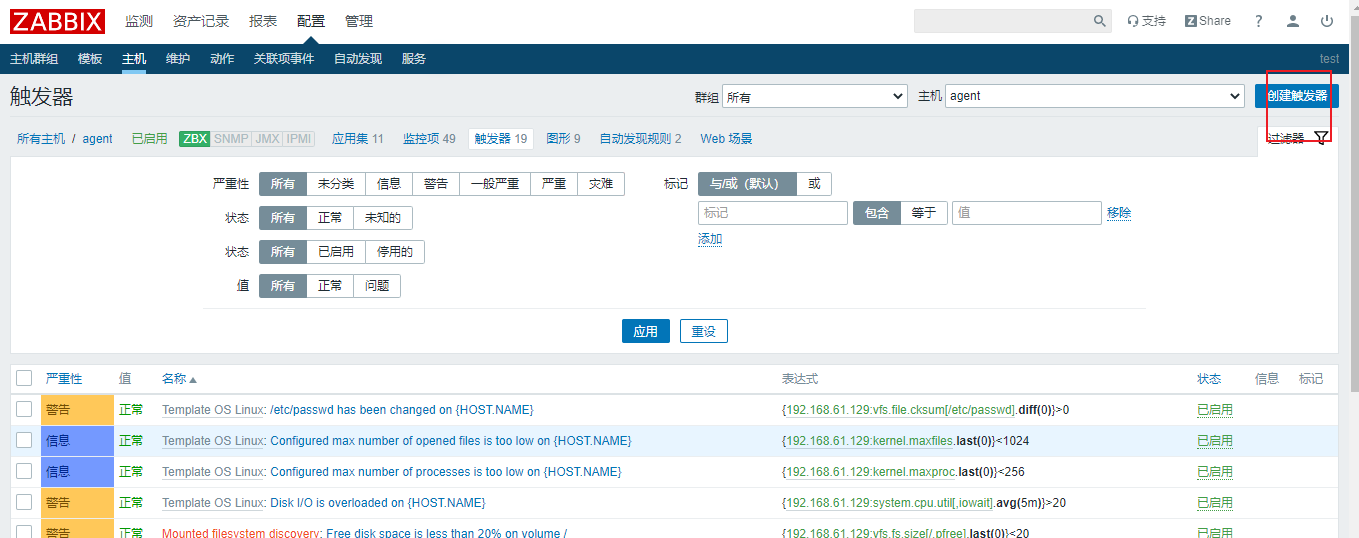 ZABBIX 监测 资产记录 报表 配置 管理 支持 Z Share ?
主机群组 模板 主机 维护 动作 关联项事件 自动发现 服务 test
触发器 群组 所有 主机 agent 创建触发器
所有主机 / agent 已启用 ZBX SNMP JMX IPMI 应用集 11 监控项 49 触发器 19 图形 9 自动发现规则 2 Web 场景 过滤器
严重性 所有 未分类 信息 警告 一般严重 严重 灾难 标记 与/或（默认） 或
状态 所有 正常 未知的 标记 包含 等于 值 移除
添加
状态 所有 已启用 停用的
值 所有 正常 问题
应用 重设
严重性 值 名称 表达式 状态 信息 标记
警告 正常 Template OS Linux: /etc/passwd has been changed on {HOST.NAME} {192.168.61.129:vfs.file.cksum[/etc/passwd].diff(0)}>0 已启用
信息 正常 Template OS Linux: Configured max number of opened files is too low on {HOST.NAME} {192.168.61.129:kernel.maxfiles.last(0)}<1024 已启用
信息 正常 Template OS Linux: Configured max number of processes is too low on {HOST.NAME} {192.168.61.129:kernel.maxproc.last(0)}<256 已启用
警告 正常 Template OS Linux: Disk I/O is overloaded on {HOST.NAME} {192.168.61.129:system.cpu.util[,iowait].avg(5m)}>20 已启用
警告 正常 Mounted filesystem discovery: Free disk space is less than 20% on volume / {192.168.61.129:vfs.fs.size[/,pfree].last(0)}<20 已启用